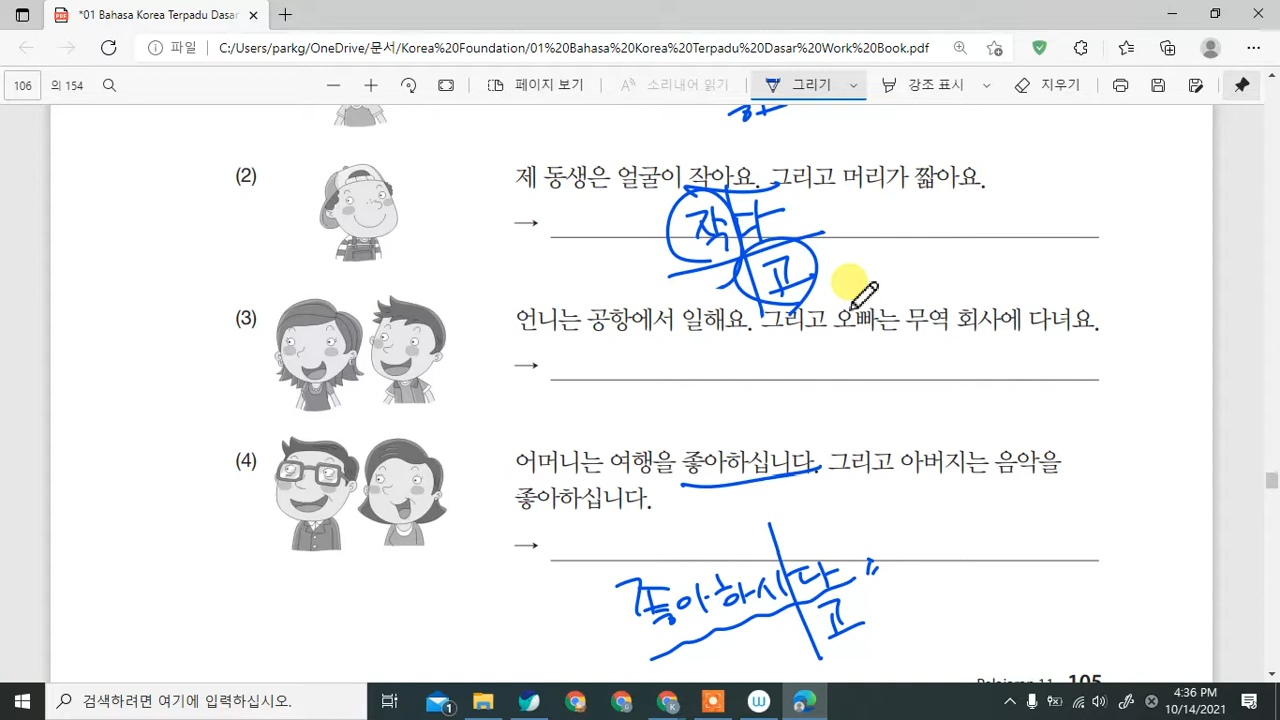 *01 Bahasa Korea Terpadu Dasar
파일 C:/Users/parkg/OneDrive/문서/Korea%20Foundation/01%20Bahasa%20Korea%20Terpadu%20Dasar%20Work%20Book.pdf
106 의 154 페이지 보기 소리내어 읽기 그리기 강조 표시 지우기
(2) 제 동생은 얼굴이 작아요. 그리고 머리가 짧아요.
→
작다
고
(3) 언니는 공항에서 일해요. 그리고 오빠는 무역 회사에 다녀요.
→
(4) 어머니는 여행을 좋아하십니다. 그리고 아버지는 음악을
좋아하십니다.
→
좋아하시다
고
Pelajaran 11 105
검색하려면 여기에 입력하십시오.
4:36 PM
10/14/2021